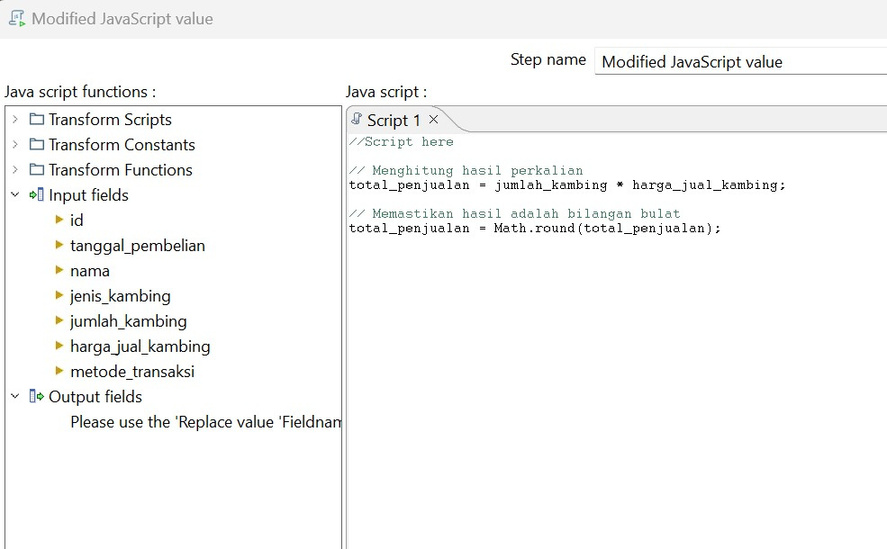 Modified JavaScript value
Step name Modified JavaScript value
Java script functions :
Transform Scripts
Transform Constants
Transform Functions
Input fields
id
tanggal_pembelian
nama
jenis_kambing
jumlah_kambing
harga_jual_kambing
metode_transaksi
Output fields
Please use the 'Replace value 'Fieldnam
Java script :
Script 1
//Script here
// Menghitung hasil perkalian
total_penjualan = jumlah_kambing * harga_jual_kambing;
// Memastikan hasil adalah bilangan bulat
total_penjualan = Math.round(total_penjualan);